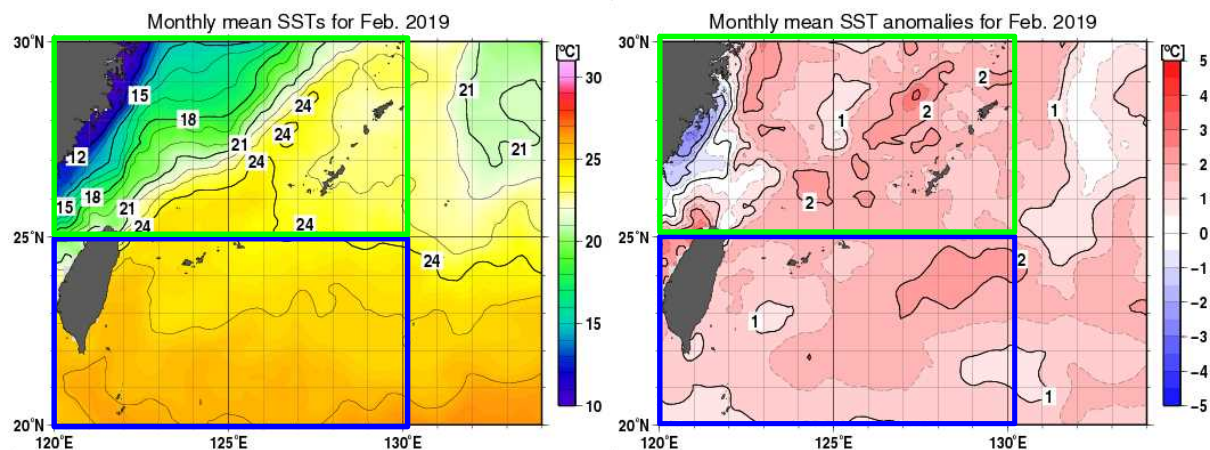 Monthly mean SSTs for Feb. 2019
30°N
25°N
20°N
120°E
125°E
130°E
[℃]
30
25
20
15
10
15
18
12
15
18
21
24
21
24
24
24
24
24
21
21
Monthly mean SST anomalies for Feb. 2019
30°N
25°N
20°N
120°E
125°E
130°E
[℃]
5
4
3
2
1
0
−1
−2
−3
−4
−5
2
1
2
1
2
2
1
1